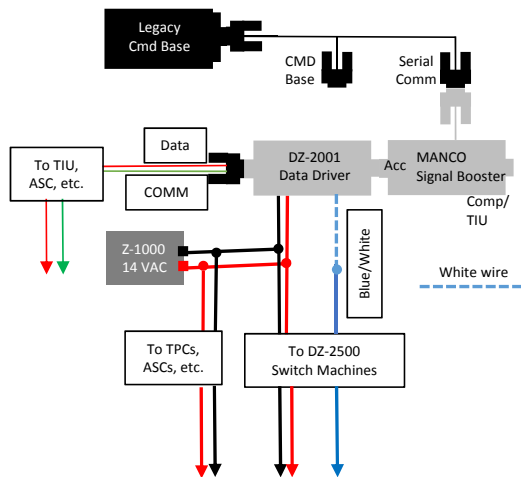 Legacy
Cmd Base
CMD
Base
Serial
Comm
Data
To TIU,
ASC, etc.
COMM
DZ-2001
Data Driver
Acc
MANCO
Signal Booster
Comp/
TIU
Z-1000
14 VAC
Blue/White
White wire
To TPCs,
ASCs, etc.
To DZ-2500
Switch Machines